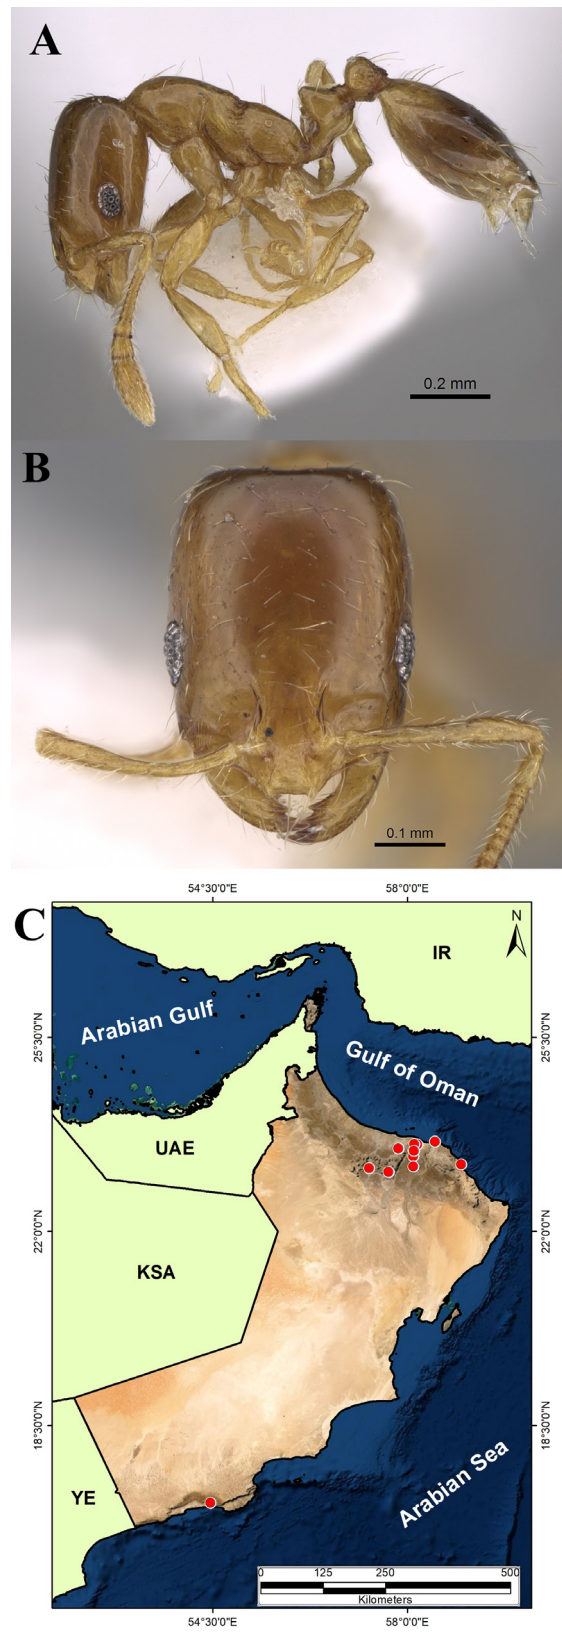 A
0.2 mm
B
0.1 mm
C
54°30'0"E
58°0'0"E
N
IR
Arabian Gulf
25°30'0"N
25°30'0"N
Gulf of Oman
UAE
22°0'0"N
22°0'0"N
KSA
18°30'0"N
18°30'0"N
YE
Arabian Sea
0 125 250 500
Kilometers
54°30'0"E
58°0'0"E